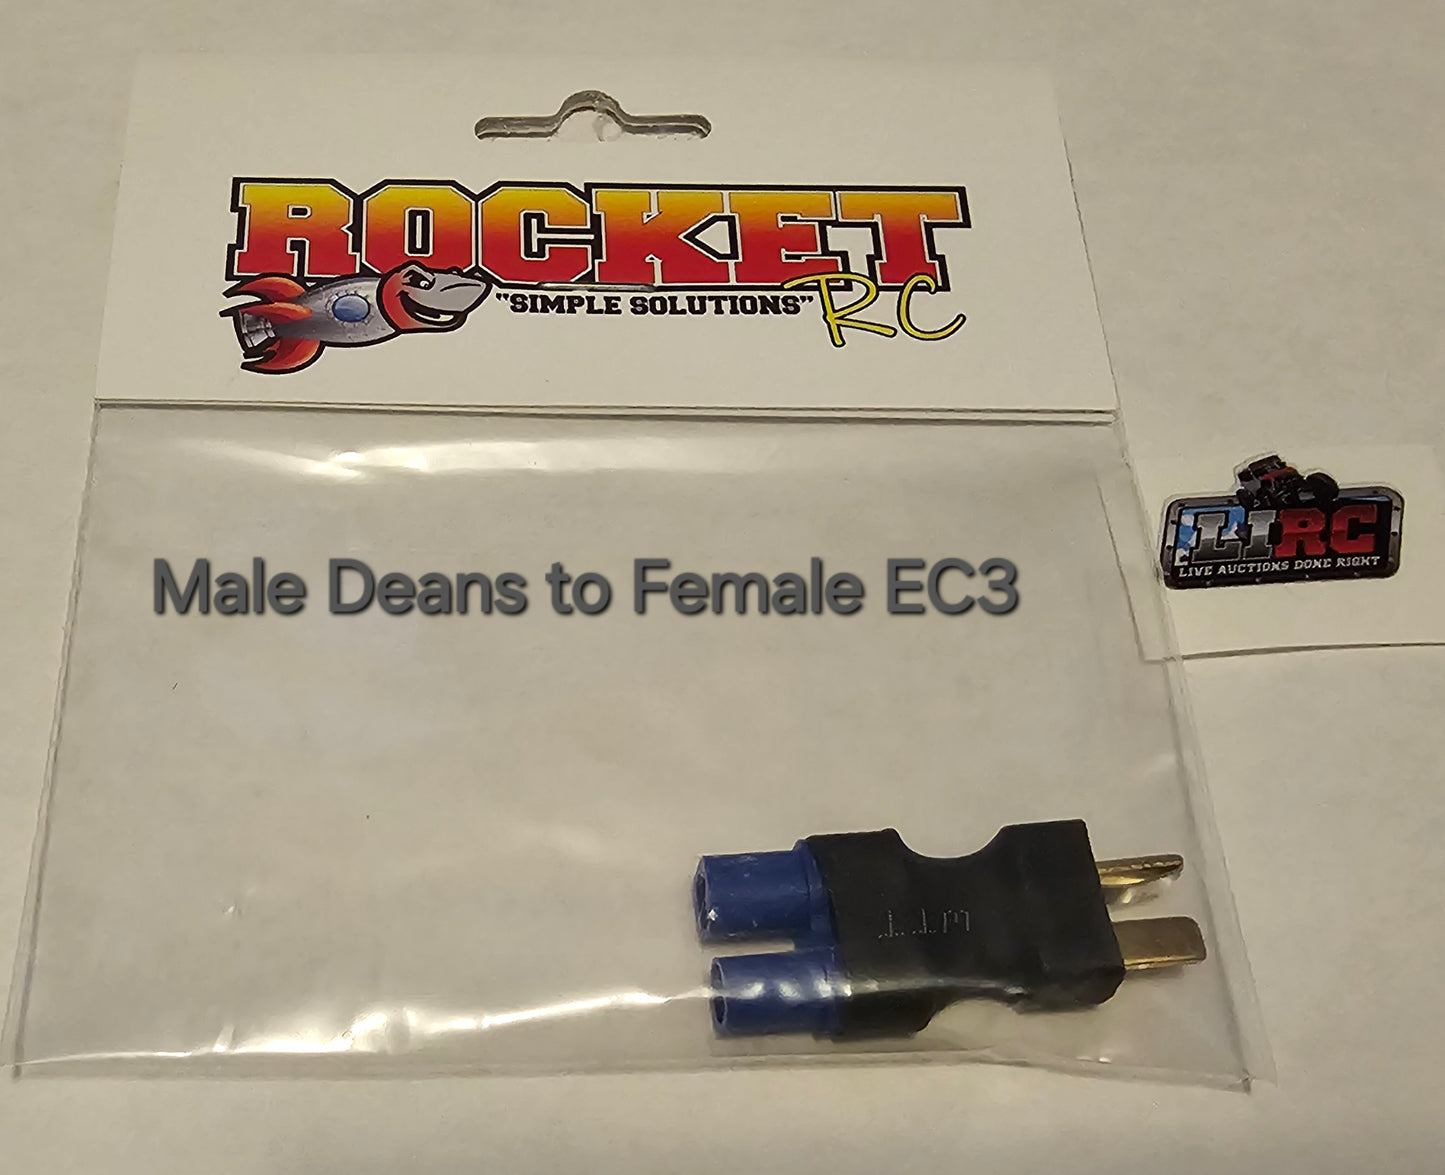 ROCKET
"SIMPLE SOLUTIONS" RC
Male Deans to Female EC3
LIRC
LIVE AUCTIONS DONE RIGHT